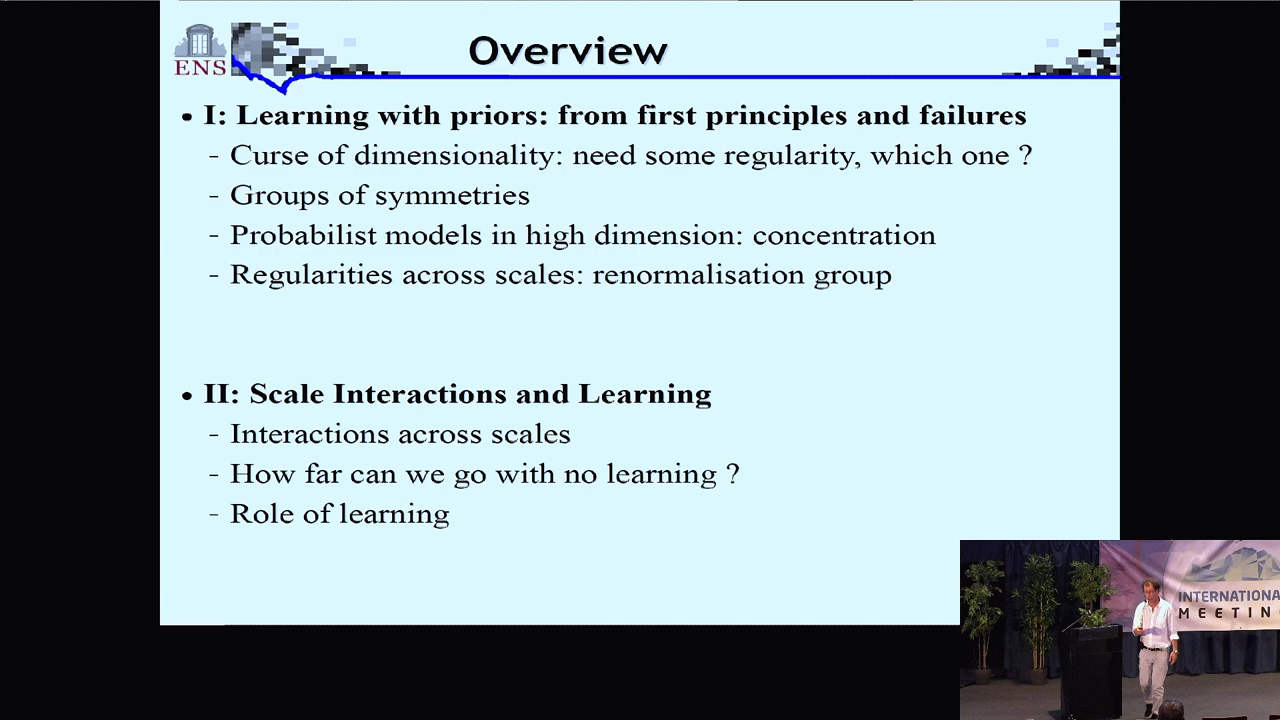 ENS
Overview
• I: Learning with priors: from first principles and failures
- Curse of dimensionality: need some regularity, which one ?
- Groups of symmetries
- Probabilist models in high dimension: concentration
- Regularities across scales: renormalisation group
• II: Scale Interactions and Learning
- Interactions across scales
- How far can we go with no learning ?
- Role of learning
INTERNATIONA
MEETIN